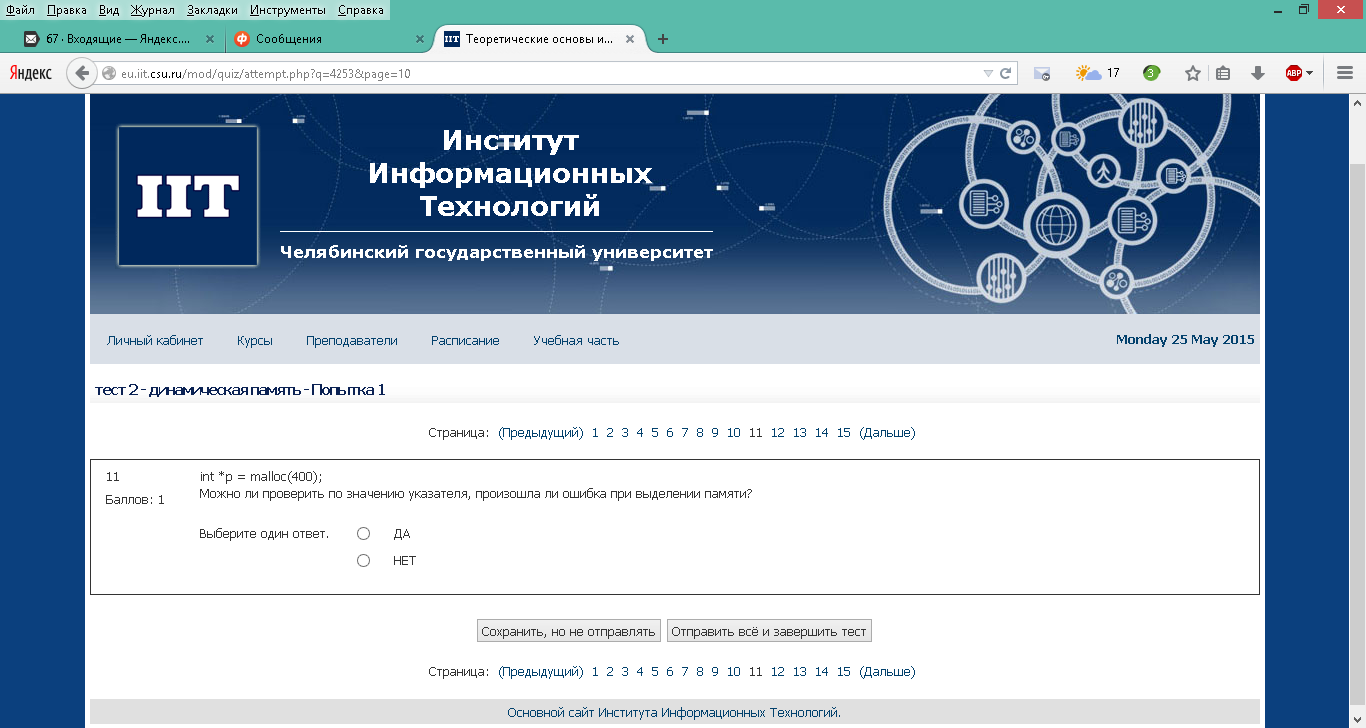 Файл Правка Вид Журнал Закладки Инструменты Справка
67 · Входящие — Яндекс.... × Сообщения × Теоретические основы и... ×
Яндекс eu.iit.csu.ru/mod/quiz/attempt.php?q=4253&page=10 17 3 ABP
IIT
Институт
Информационных
Технологий
Челябинский государственный университет
Личный кабинет Курсы Преподаватели Расписание Учебная часть Monday 25 May 2015
тест 2 - динамическая память - Попытка 1
Страница: (Предыдущий) 1 2 3 4 5 6 7 8 9 10 11 12 13 14 15 (Дальше)
11 int *p = malloc(400);
Баллов: 1 Можно ли проверить по значению указателя, произошла ли ошибка при выделении памяти?
Выберите один ответ. ДА
НЕТ
Сохранить, но не отправлять Отправить всё и завершить тест
Страница: (Предыдущий) 1 2 3 4 5 6 7 8 9 10 11 12 13 14 15 (Дальше)
Основной сайт Института Информационных Технологий.